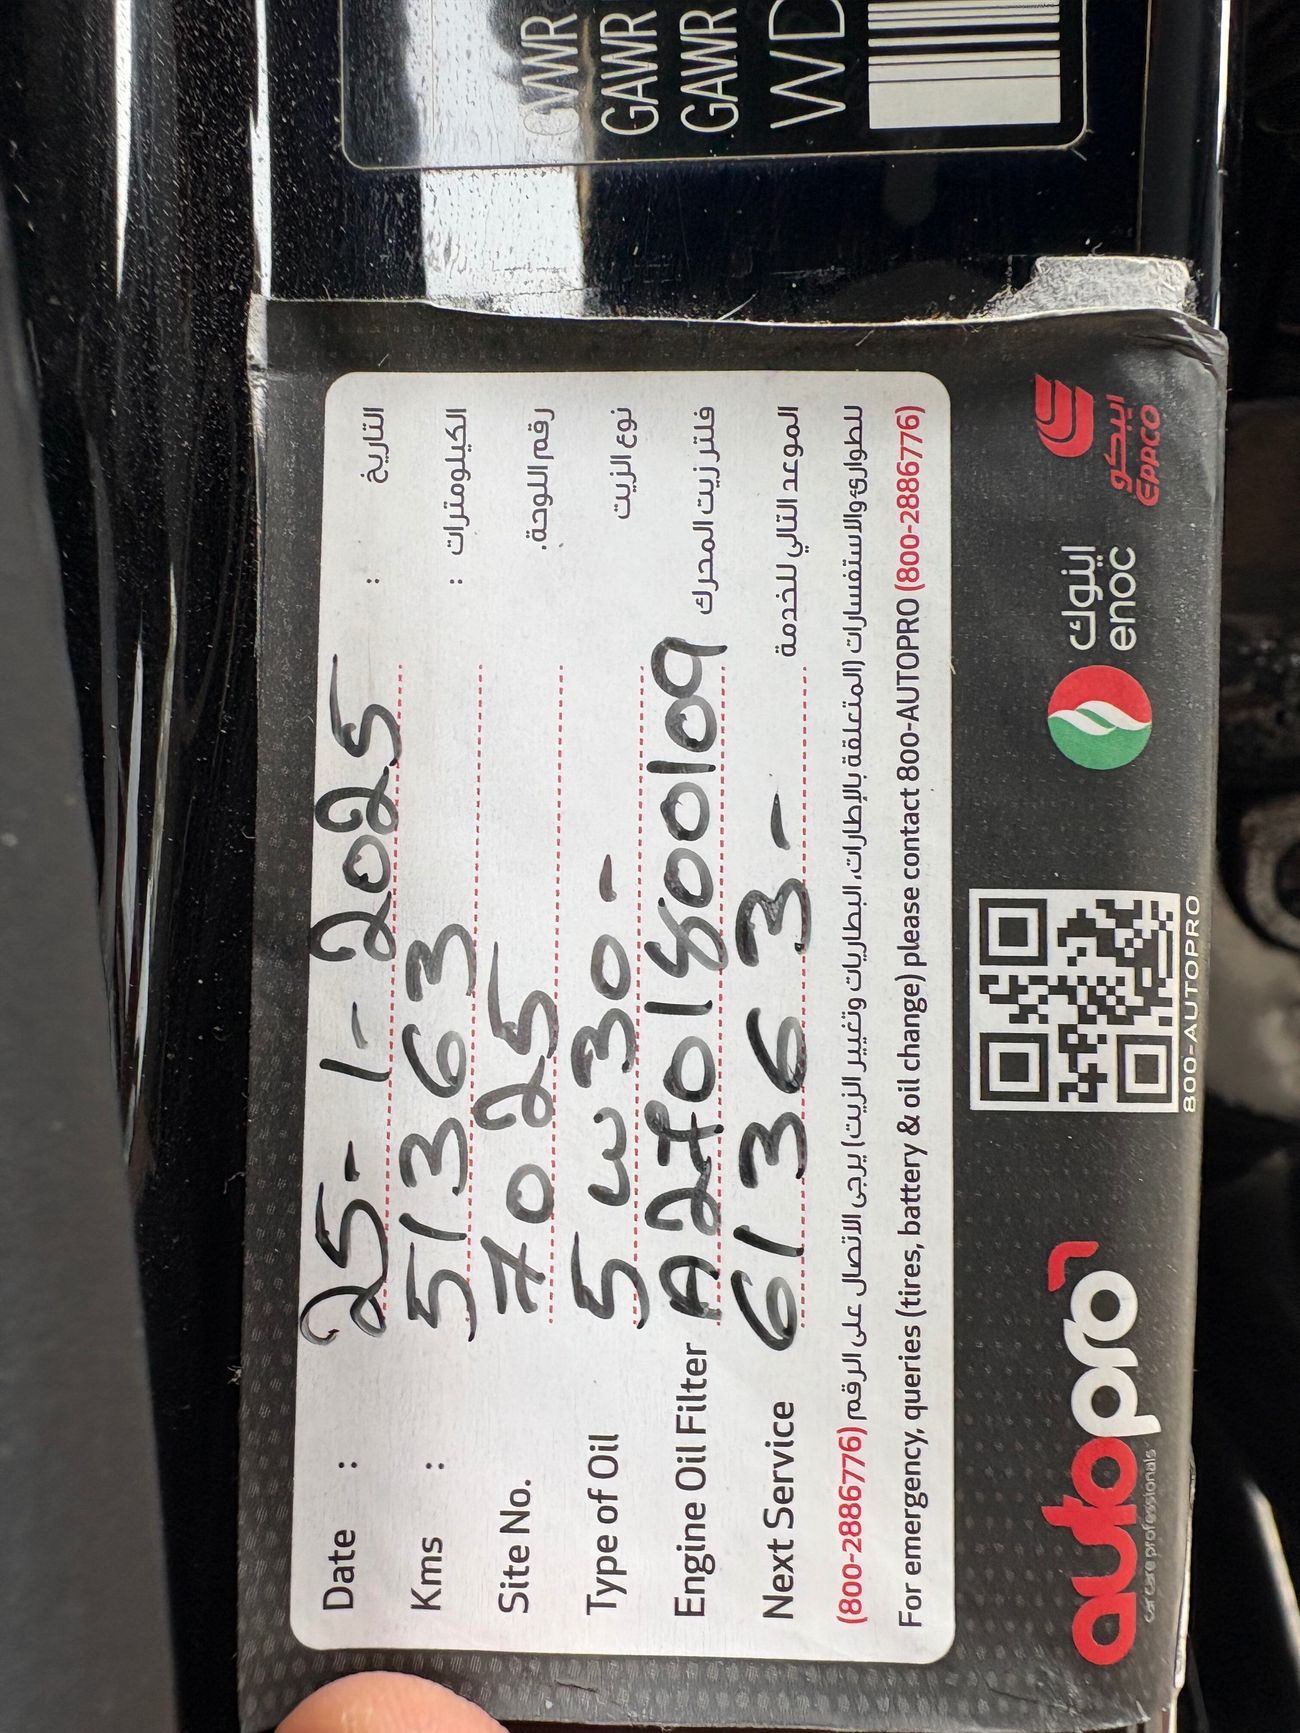 GVWR
GAWR
GAWR
WD
Date : 25-1-2025 : التاريخ
Kms : 51363 : الكيلومترات
Site No. 7025 رقم اللوحة.
Type of Oil 5w30- نوع الزيت
Engine Oil Filter A2701800109 فلتر زيت المحرك
Next Service 61363- الموعد التالي للخدمة
للطوارئ والاستفسارات (المتعلقة بالإطارات، البطاريات وتغيير الزيت) يرجى الاتصال على الرقم (800-2886776)
For emergency, queries (tires, battery & oil change) please contact 800-AUTOPRO (800-2886776)
autopro
car care professionals
800-AUTOPRO
اينوك
enoc
ايبكو
EPPCO